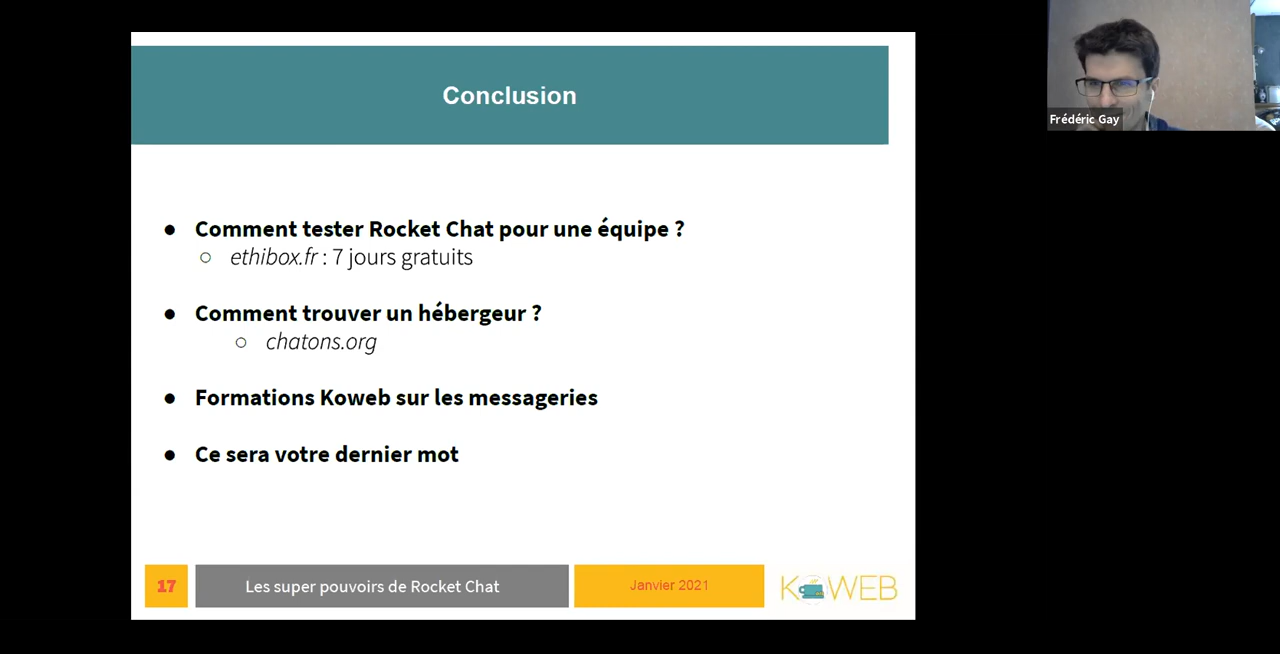 Conclusion
Frédéric Gay
● Comment tester Rocket Chat pour une équipe ?
○ ethibox.fr : 7 jours gratuits
● Comment trouver un hébergeur ?
○ chatons.org
● Formations Koweb sur les messageries
● Ce sera votre dernier mot
17
Les super pouvoirs de Rocket Chat
Janvier 2021
KOWEB